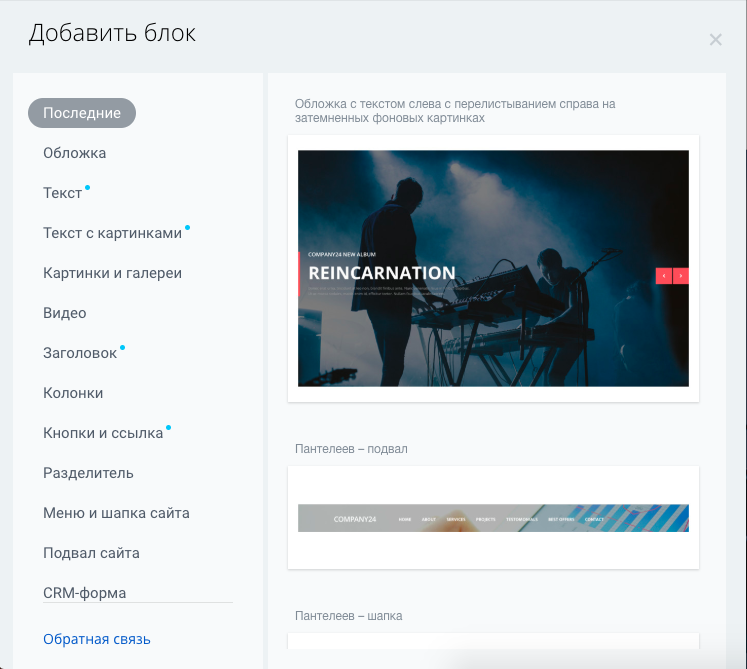 Добавить блок
Последние
Обложка
Текст
Текст с картинками
Картинки и галереи
Видео
Заголовок
Колонки
Кнопки и ссылка
Разделитель
Меню и шапка сайта
Подвал сайта
CRM-форма
Обратная связь
Обложка с текстом слева с перелистыванием справа на
затемненных фоновых картинках
COMPANY24 NEW ALBUM
REINCARNATION
Пантелеев – подвал
COMPANY24 HOME ABOUT SERVICES PROJECTS TESTIMONIALS BEST OFFERS CONTACT
Пантелеев – шапка